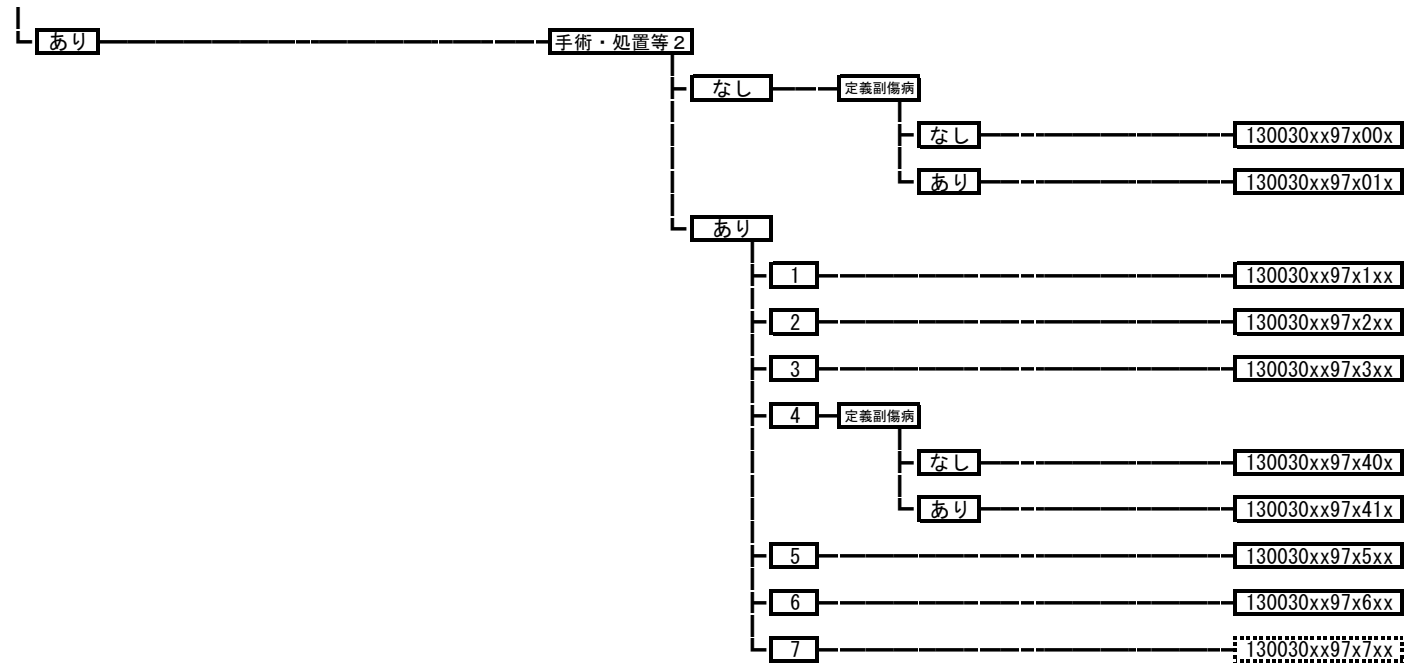 あり 手術・処置等２
なし 定義副傷病
なし 130030xx97x00x
あり 130030xx97x01x
あり
1 130030xx97x1xx
2 130030xx97x2xx
3 130030xx97x3xx
4 定義副傷病
なし 130030xx97x40x
あり 130030xx97x41x
5 130030xx97x5xx
6 130030xx97x6xx
7 130030xx97x7xx